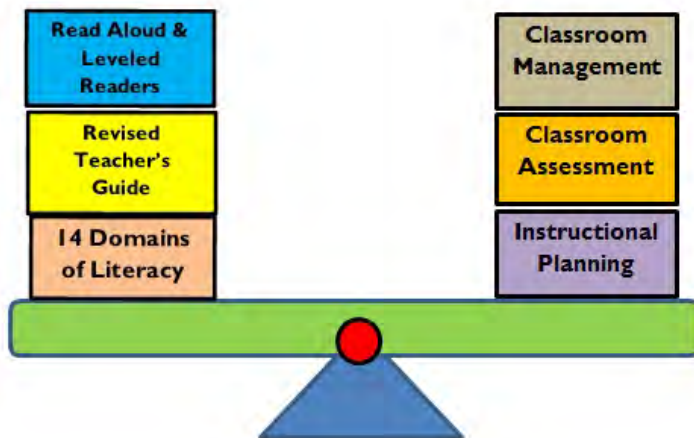 Read Aloud &
Leveled
Readers
Revised
Teacher's
Guide
14 Domains
of Literacy
Classroom
Management
Classroom
Assessment
Instructional
Planning